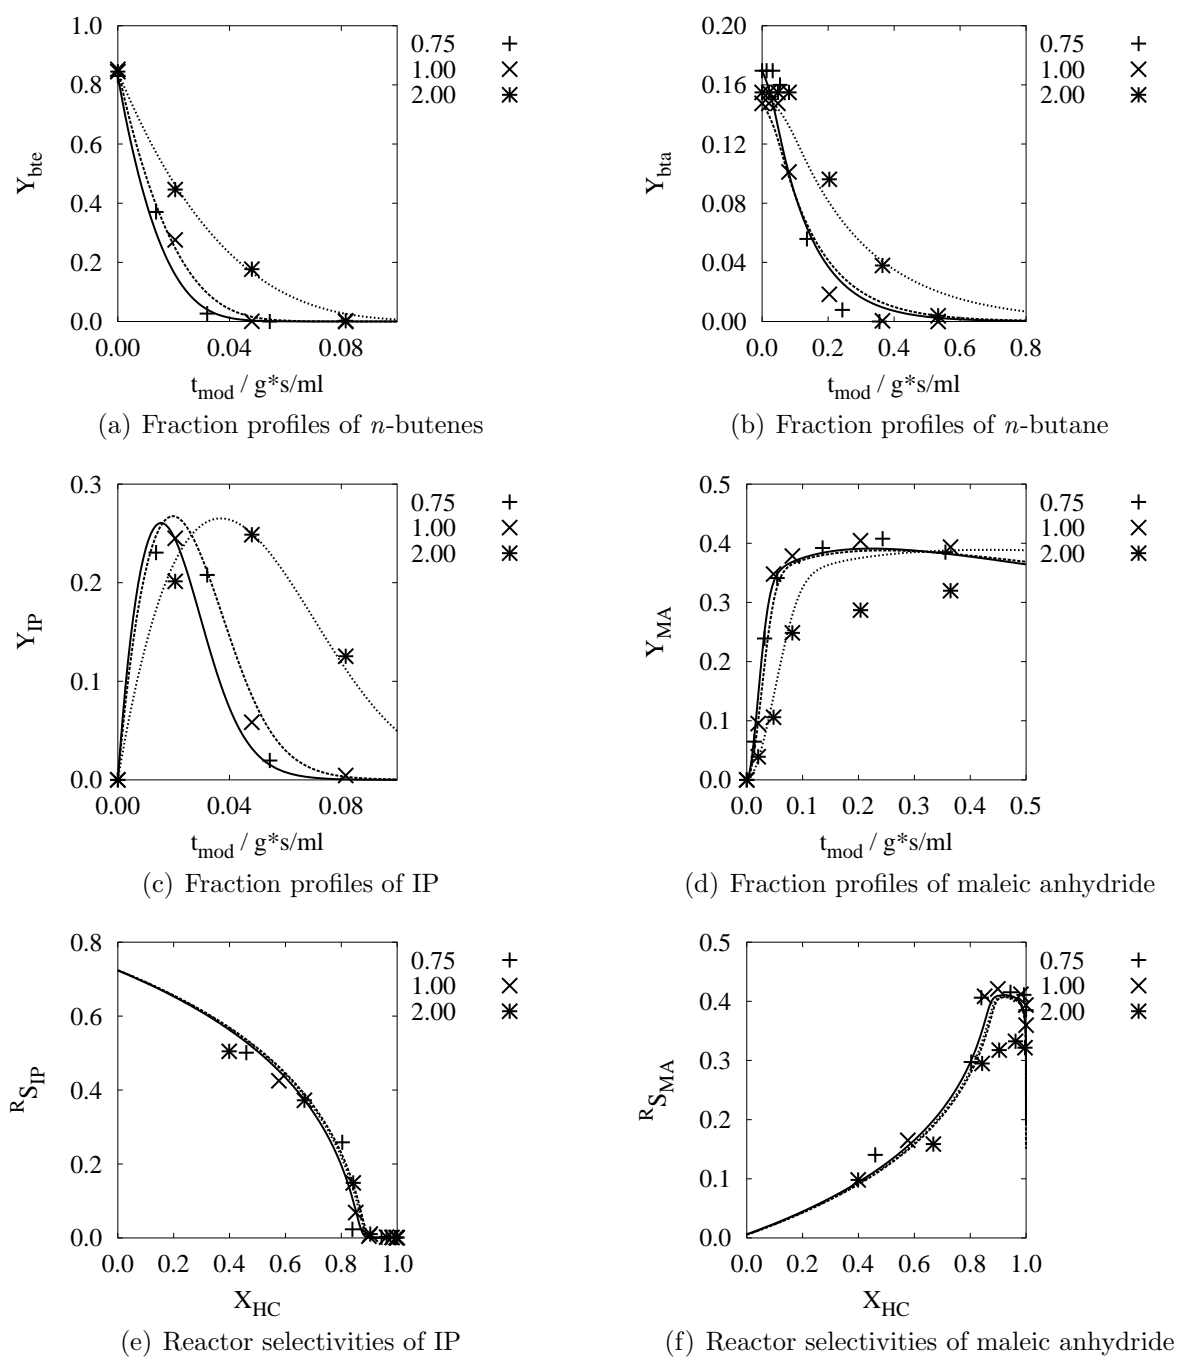 1.0
0.8
0.6
0.4
0.2
0.0
0.00 0.04 0.08
Y_bte
t_mod / g*s/ml
0.75
1.00
2.00
(a) Fraction profiles of n-butenes
0.20
0.16
0.12
0.08
0.04
0.00
0.0 0.2 0.4 0.6 0.8
Y_bta
t_mod / g*s/ml
0.75
1.00
2.00
(b) Fraction profiles of n-butane
0.3
0.2
0.1
0.0
0.00 0.04 0.08
Y_IP
t_mod / g*s/ml
0.75
1.00
2.00
(c) Fraction profiles of IP
0.5
0.4
0.3
0.2
0.1
0.0
0.0 0.1 0.2 0.3 0.4 0.5
Y_MA
t_mod / g*s/ml
0.75
1.00
2.00
(d) Fraction profiles of maleic anhydride
0.8
0.6
0.4
0.2
0.0
0.0 0.2 0.4 0.6 0.8 1.0
^R S_IP
X_HC
0.75
1.00
2.00
(e) Reactor selectivities of IP
0.5
0.4
0.3
0.2
0.1
0.0
0.0 0.2 0.4 0.6 0.8 1.0
^R S_MA
X_HC
0.75
1.00
2.00
(f) Reactor selectivities of maleic anhydride